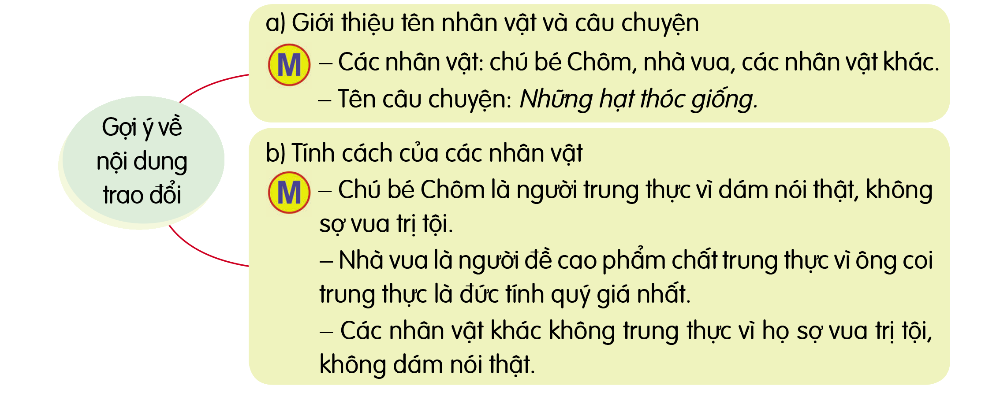 Gợi ý về
nội dung
trao đổi
a) Giới thiệu tên nhân vật và câu chuyện
M – Các nhân vật: chú bé Chôm, nhà vua, các nhân vật khác.
– Tên câu chuyện: Những hạt thóc giống.
b) Tính cách của các nhân vật
M – Chú bé Chôm là người trung thực vì dám nói thật, không
sợ vua trị tội.
– Nhà vua là người đề cao phẩm chất trung thực vì ông coi
trung thực là đức tính quý giá nhất.
– Các nhân vật khác không trung thực vì họ sợ vua trị tội,
không dám nói thật.